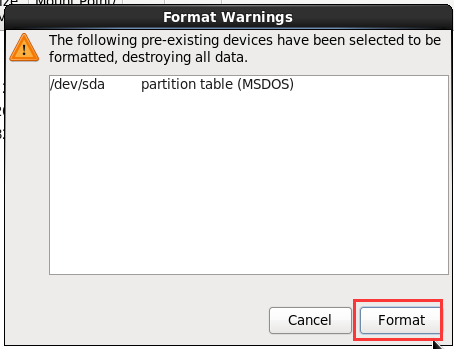 Format Warnings
The following pre-existing devices have been selected to be
formatted, destroying all data.
/dev/sda partition table (MSDOS)
Cancel
Format